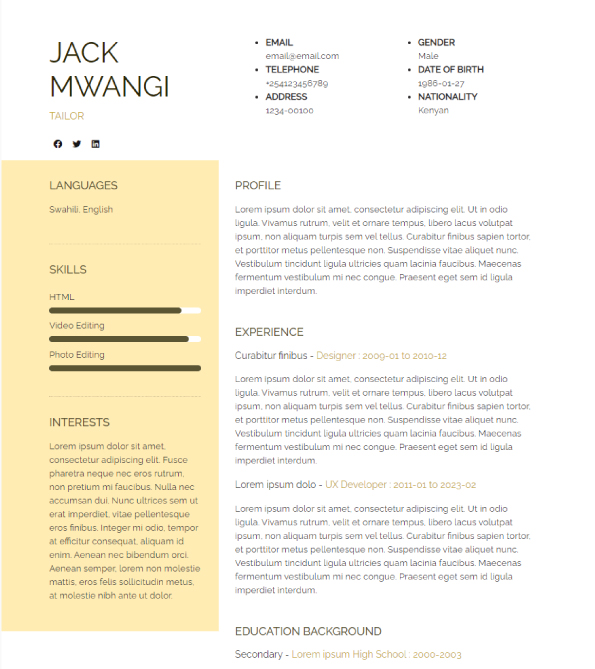 JACK
MWANGI
TAILOR
EMAIL
email@email.com
TELEPHONE
+254123456789
ADDRESS
1234-00100
GENDER
Male
DATE OF BIRTH
1986-01-27
NATIONALITY
Kenyan
LANGUAGES
Swahili, English
SKILLS
HTML
Video Editing
Photo Editing
INTERESTS
Lorem ipsum dolor sit amet,
consectetur adipiscing elit. Fusce
pharetra neque nec eros rutrum,
non pretium mi faucibus. Nulla nec
accumsan dui. Nunc ultrices sem ut
erat imperdiet, vitae pellentesque
eros finibus. Integer mi odio, tempor
at efficitur consequat, aliquam id
enim. Aenean nec bibendum orci.
Aenean semper, lorem non molestie
mattis, eros felis sollicitudin metus,
at molestie nibh ante ut dolor.
PROFILE
Lorem ipsum dolor sit amet, consectetur adipiscing elit. Ut in odio
ligula. Vivamus rutrum, velit et ornare tempus, libero lacus volutpat
ipsum, non aliquam turpis sem vel tellus. Curabitur finibus sapien tortor,
et porttitor metus pellentesque non. Suspendisse vitae aliquet nunc.
Vestibulum tincidunt ligula ultricies quam lacinia faucibus. Maecenas
fermentum vestibulum mi nec congue. Praesent eget sem id ligula
imperdiet interdum.
EXPERIENCE
Curabitur finibus - Designer : 2009-01 to 2010-12
Lorem ipsum dolor sit amet, consectetur adipiscing elit. Ut in odio
ligula. Vivamus rutrum, velit et ornare tempus, libero lacus volutpat
ipsum, non aliquam turpis sem vel tellus. Curabitur finibus sapien tortor,
et porttitor metus pellentesque non. Suspendisse vitae aliquet nunc.
Vestibulum tincidunt ligula ultricies quam lacinia faucibus. Maecenas
fermentum vestibulum mi nec congue. Praesent eget sem id ligula
imperdiet interdum.
Lorem ipsum dolo - UX Developer : 2011-01 to 2023-02
Lorem ipsum dolor sit amet, consectetur adipiscing elit. Ut in odio
ligula. Vivamus rutrum, velit et ornare tempus, libero lacus volutpat
ipsum, non aliquam turpis sem vel tellus. Curabitur finibus sapien tortor,
et porttitor metus pellentesque non. Suspendisse vitae aliquet nunc.
Vestibulum tincidunt ligula ultricies quam lacinia faucibus. Maecenas
fermentum vestibulum mi nec congue. Praesent eget sem id ligula
imperdiet interdum.
EDUCATION BACKGROUND
Secondary - Lorem ipsum High School : 2000-2003